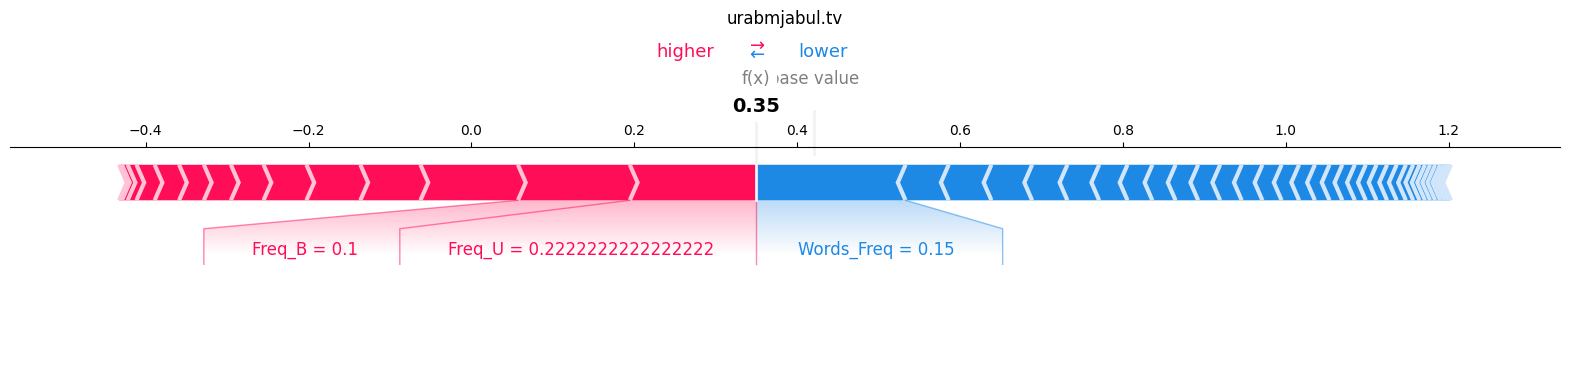 urabmjabul.tv
higher ⇄ lower
f(x) base value
0.35
−0.4 −0.2 0.0 0.2 0.4 0.6 0.8 1.0 1.2
Freq_B = 0.1 Freq_U = 0.2222222222222222 Words_Freq = 0.15